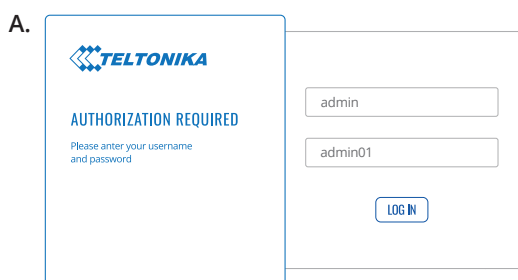 A.
TELTONIKA
AUTHORIZATION REQUIRED
Please anter your username
and password
admin
admin01
LOG IN